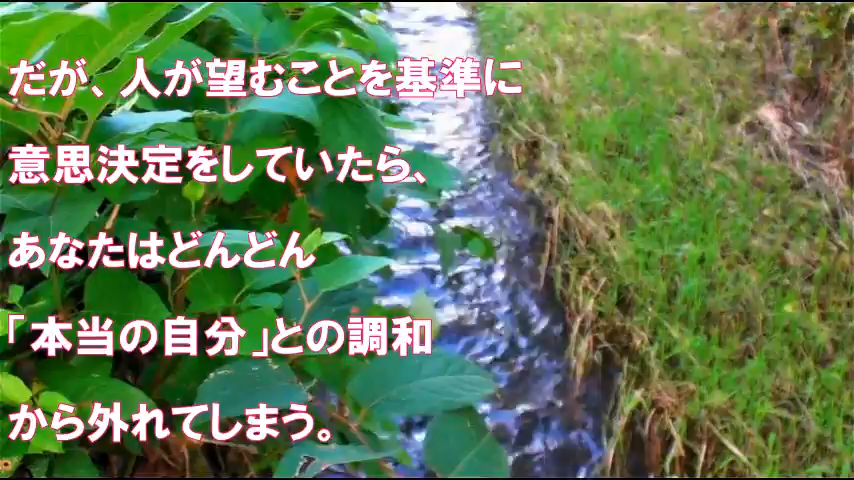 だが、人が望むことを基準に
意思決定をしていたら、
あなたはどんどん
「本当の自分」との調和
から外れてしまう。